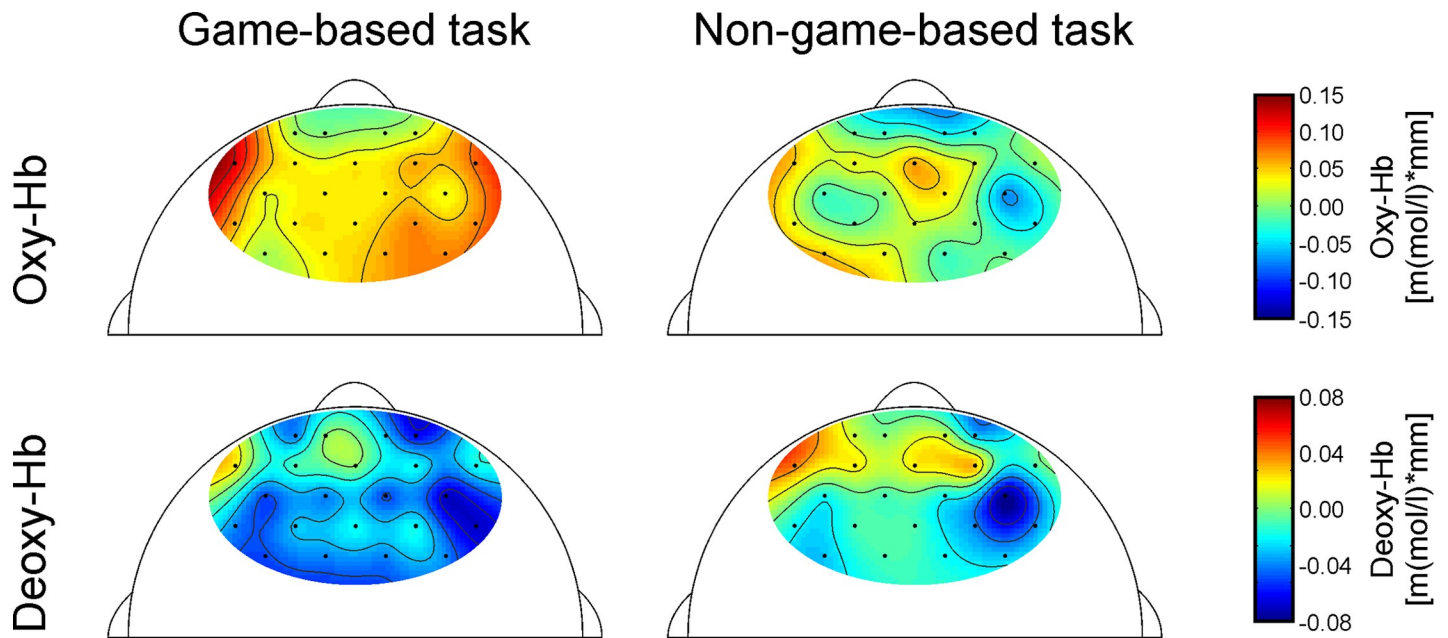 Game-based task
Non-game-based task
Oxy-Hb
0.15
0.10
0.05
0.00
-0.05
-0.10
-0.15
Oxy-Hb
[m(mol/l)*mm]
Deoxy-Hb
0.08
0.04
0.00
-0.04
-0.08
Deoxy-Hb
[m(mol/l)*mm]